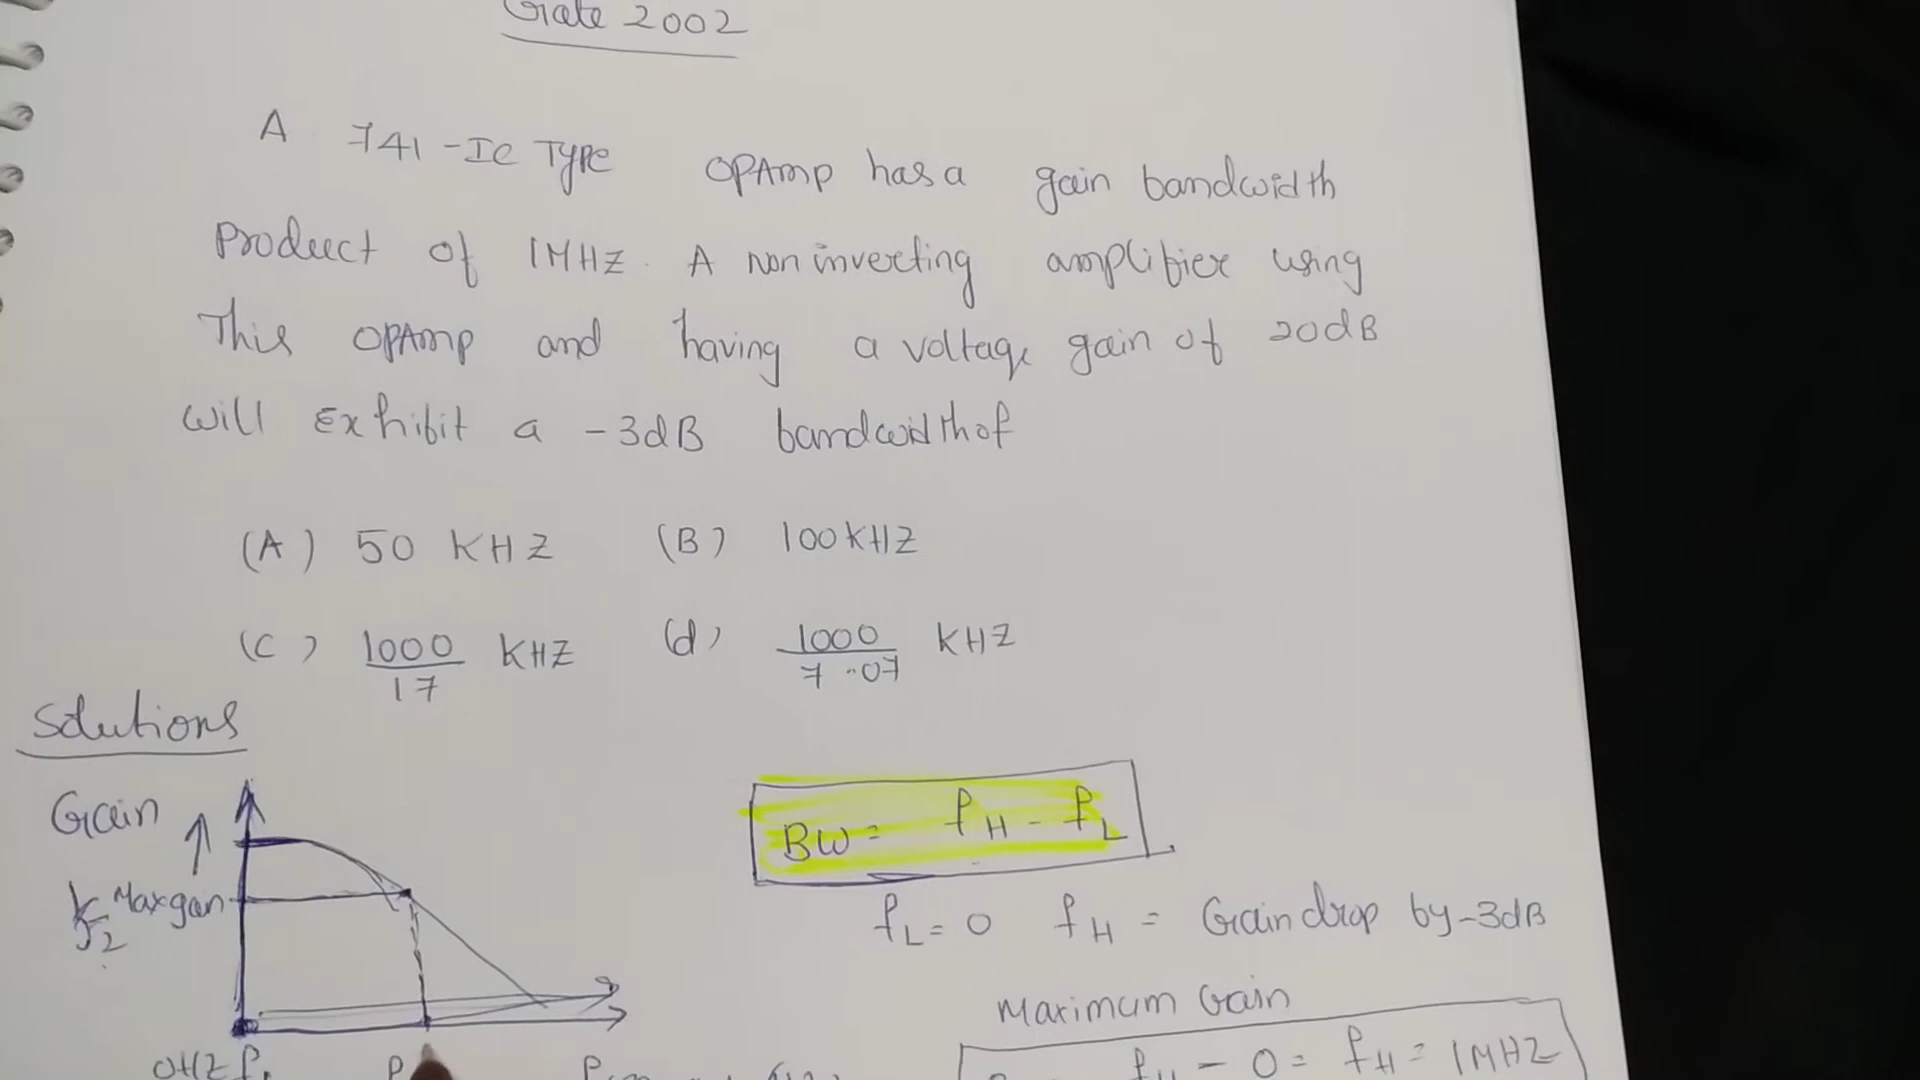 Gate 2002
A 741-IC Type OPAmp has a gain bandwidth
Product of 1MHZ. A non inverting amplifier using
This OPAmp and having a voltage gain of 20dB
will Exhibit a -3dB bandwidth of
(A) 50 KHZ (B) 100KHZ
(C) 1000/17 KHZ (d) 1000/7.07 KHZ
Solutions
Gain
BW = fH - fL
Max gain
fL = 0 fH = Gain drop by -3dB
Maximum Gain
- 0 = fH = 1MHZ
0HZ